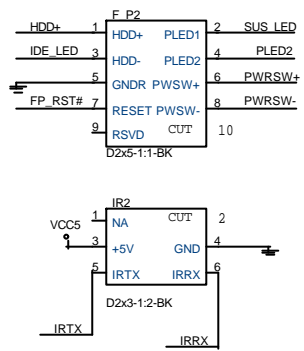 F_P2
HDD+ 1 HDD+ PLED1 2 SUS_LED
IDE_LED 3 HDD- PLED2 4 PLED2
5 GNDR PWSW+ 6 PWRSW+
FP_RST# 7 RESET PWSW- 8 PWRSW-
9 RSVD CUT 10
D2x5-1:1-BK
IR2
1 NA CUT 2
VCC5 3 +5V GND 4
5 IRTX IRRX 6
D2x3-1:2-BK
IRTX
IRRX